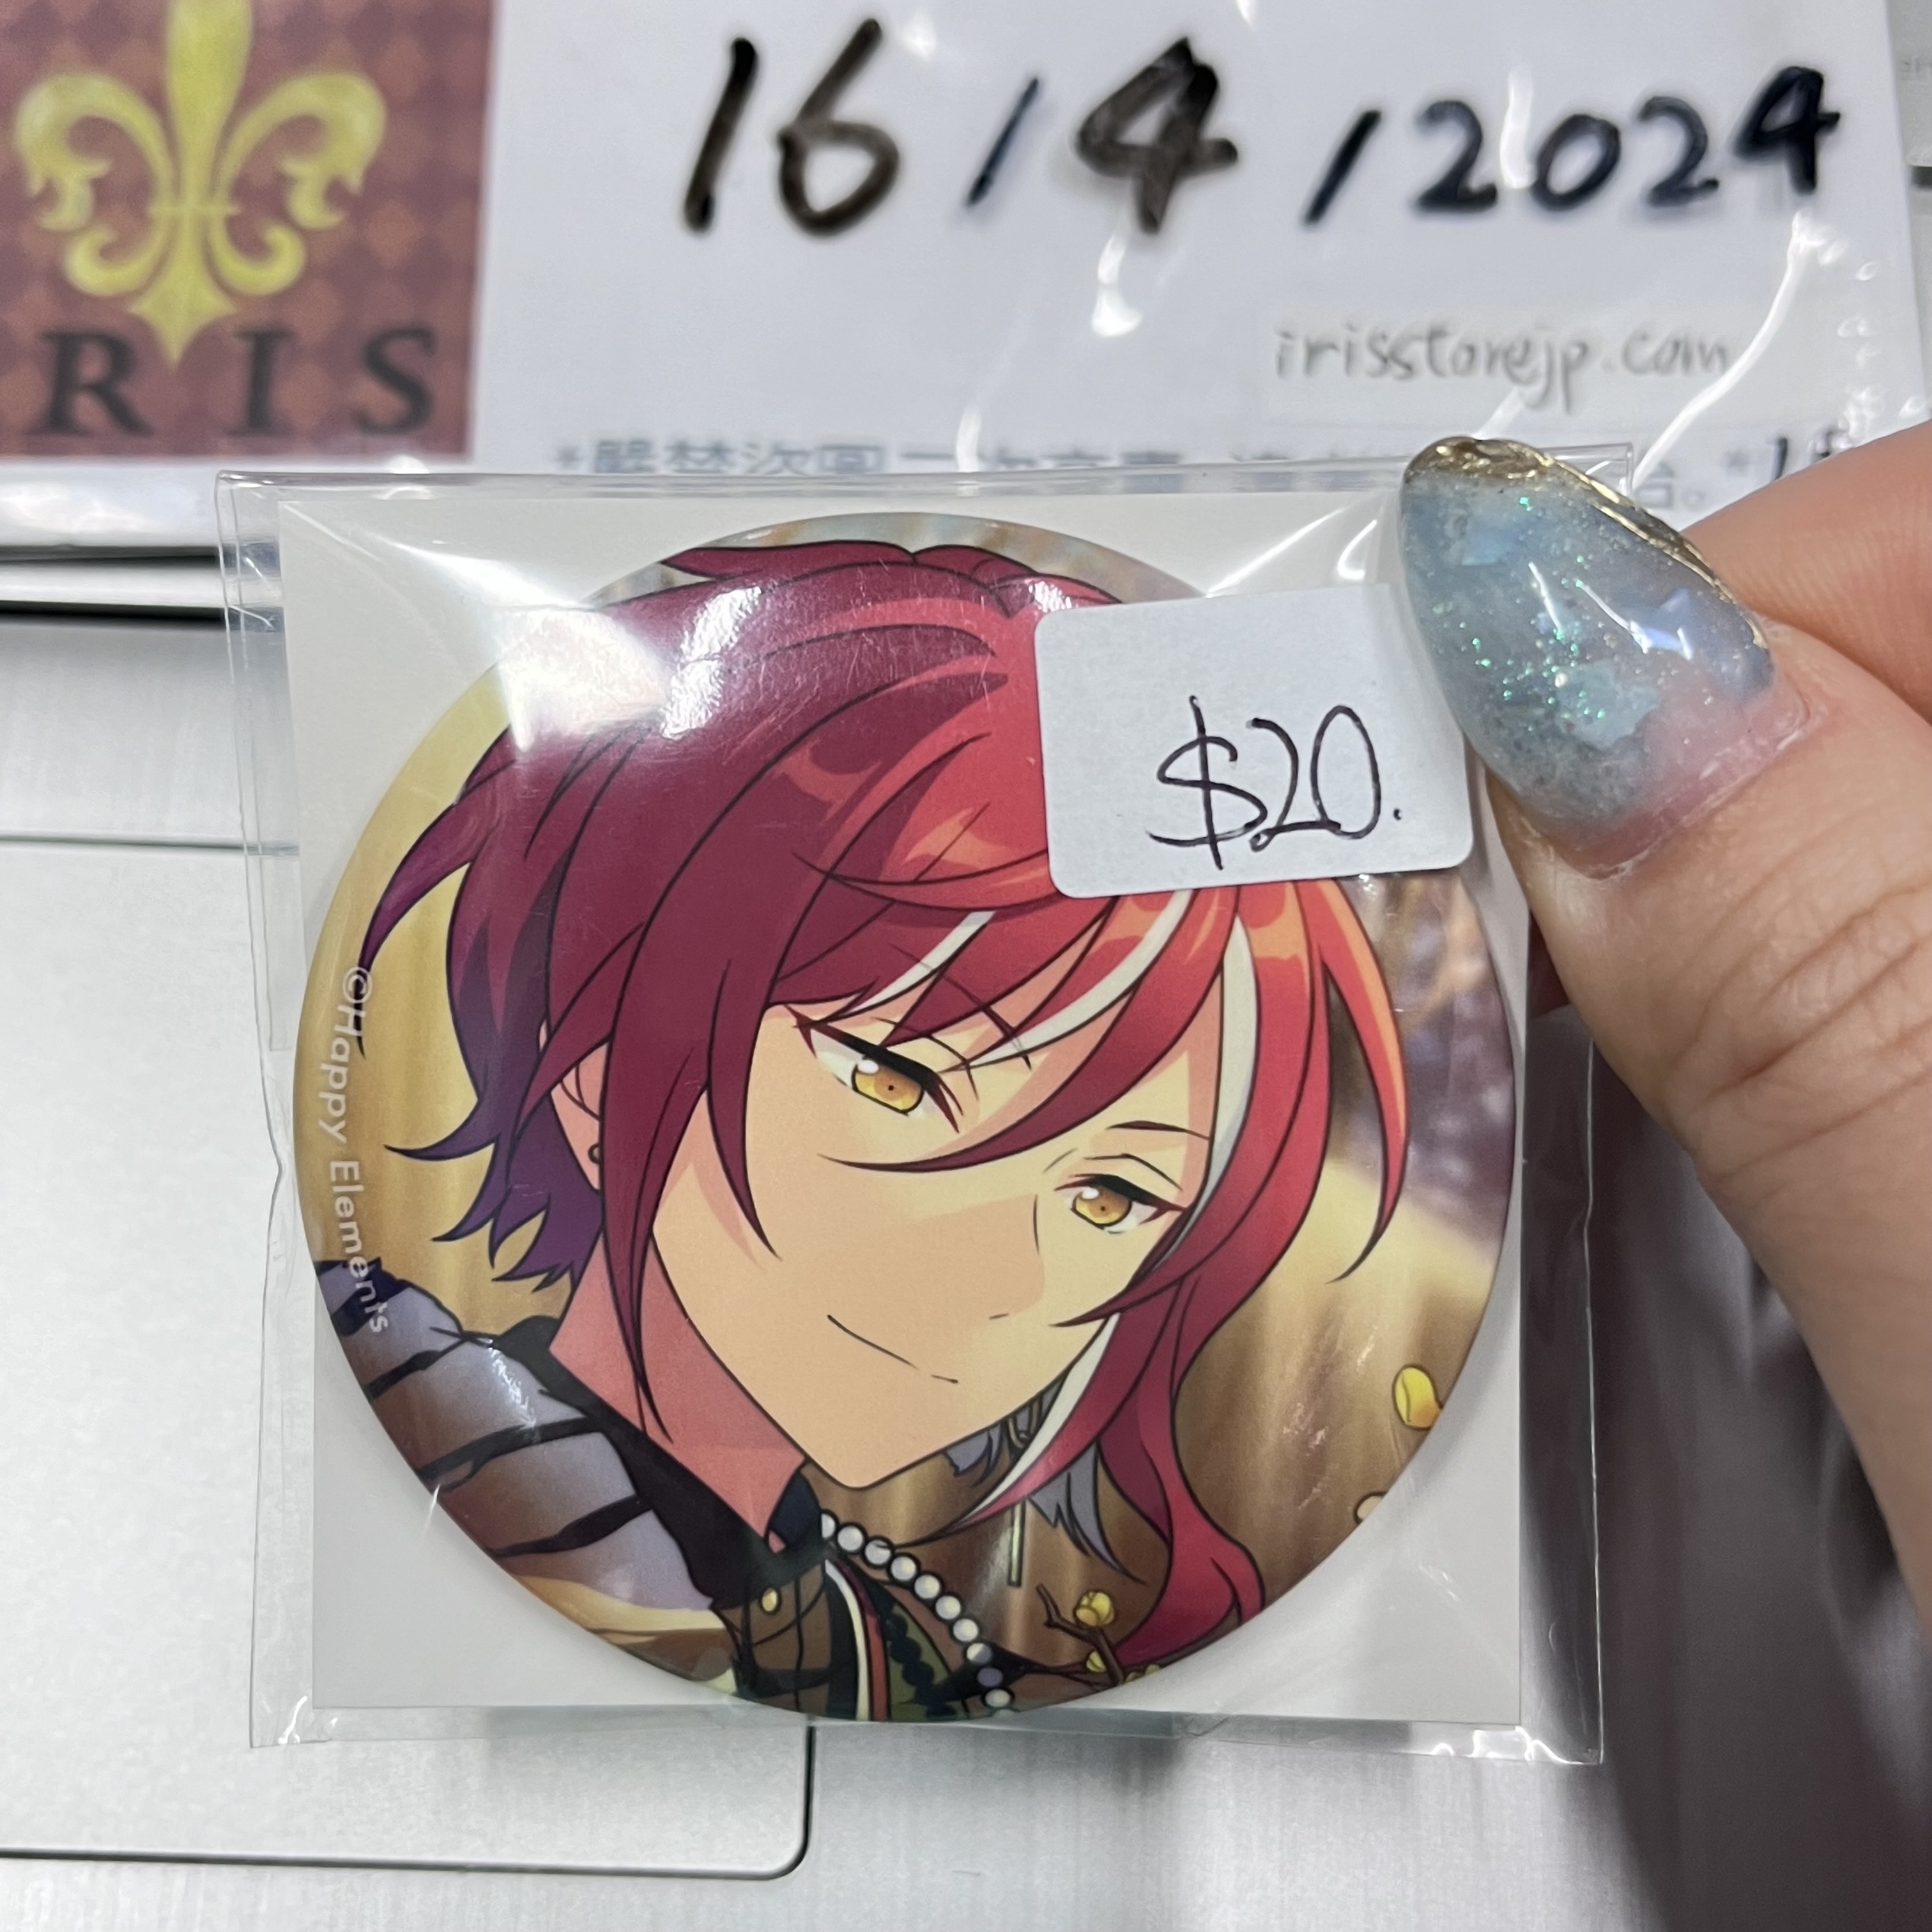 16/4/2024
RIS
irisstorejp.com
$20.
©Happy Elements